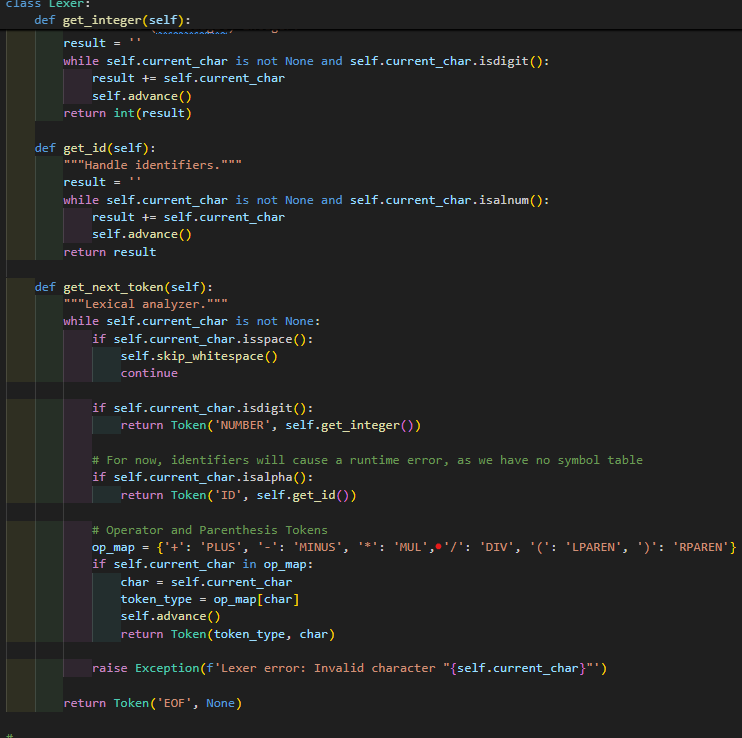 class Lexer:
    def get_integer(self):
        result = ''
        while self.current_char is not None and self.current_char.isdigit():
            result += self.current_char
            self.advance()
        return int(result)

    def get_id(self):
        """Handle identifiers."""
        result = ''
        while self.current_char is not None and self.current_char.isalnum():
            result += self.current_char
            self.advance()
        return result

    def get_next_token(self):
        """Lexical analyzer."""
        while self.current_char is not None:
            if self.current_char.isspace():
                self.skip_whitespace()
                continue

            if self.current_char.isdigit():
                return Token('NUMBER', self.get_integer())

            # For now, identifiers will cause a runtime error, as we have no symbol table
            if self.current_char.isalpha():
                return Token('ID', self.get_id())

            # Operator and Parenthesis Tokens
            op_map = {'+': 'PLUS', '-': 'MINUS', '*': 'MUL', '/': 'DIV', '(': 'LPAREN', ')': 'RPAREN'}
            if self.current_char in op_map:
                char = self.current_char
                token_type = op_map[char]
                self.advance()
                return Token(token_type, char)

            raise Exception(f'Lexer error: Invalid character "{self.current_char}"')

        return Token('EOF', None)

#